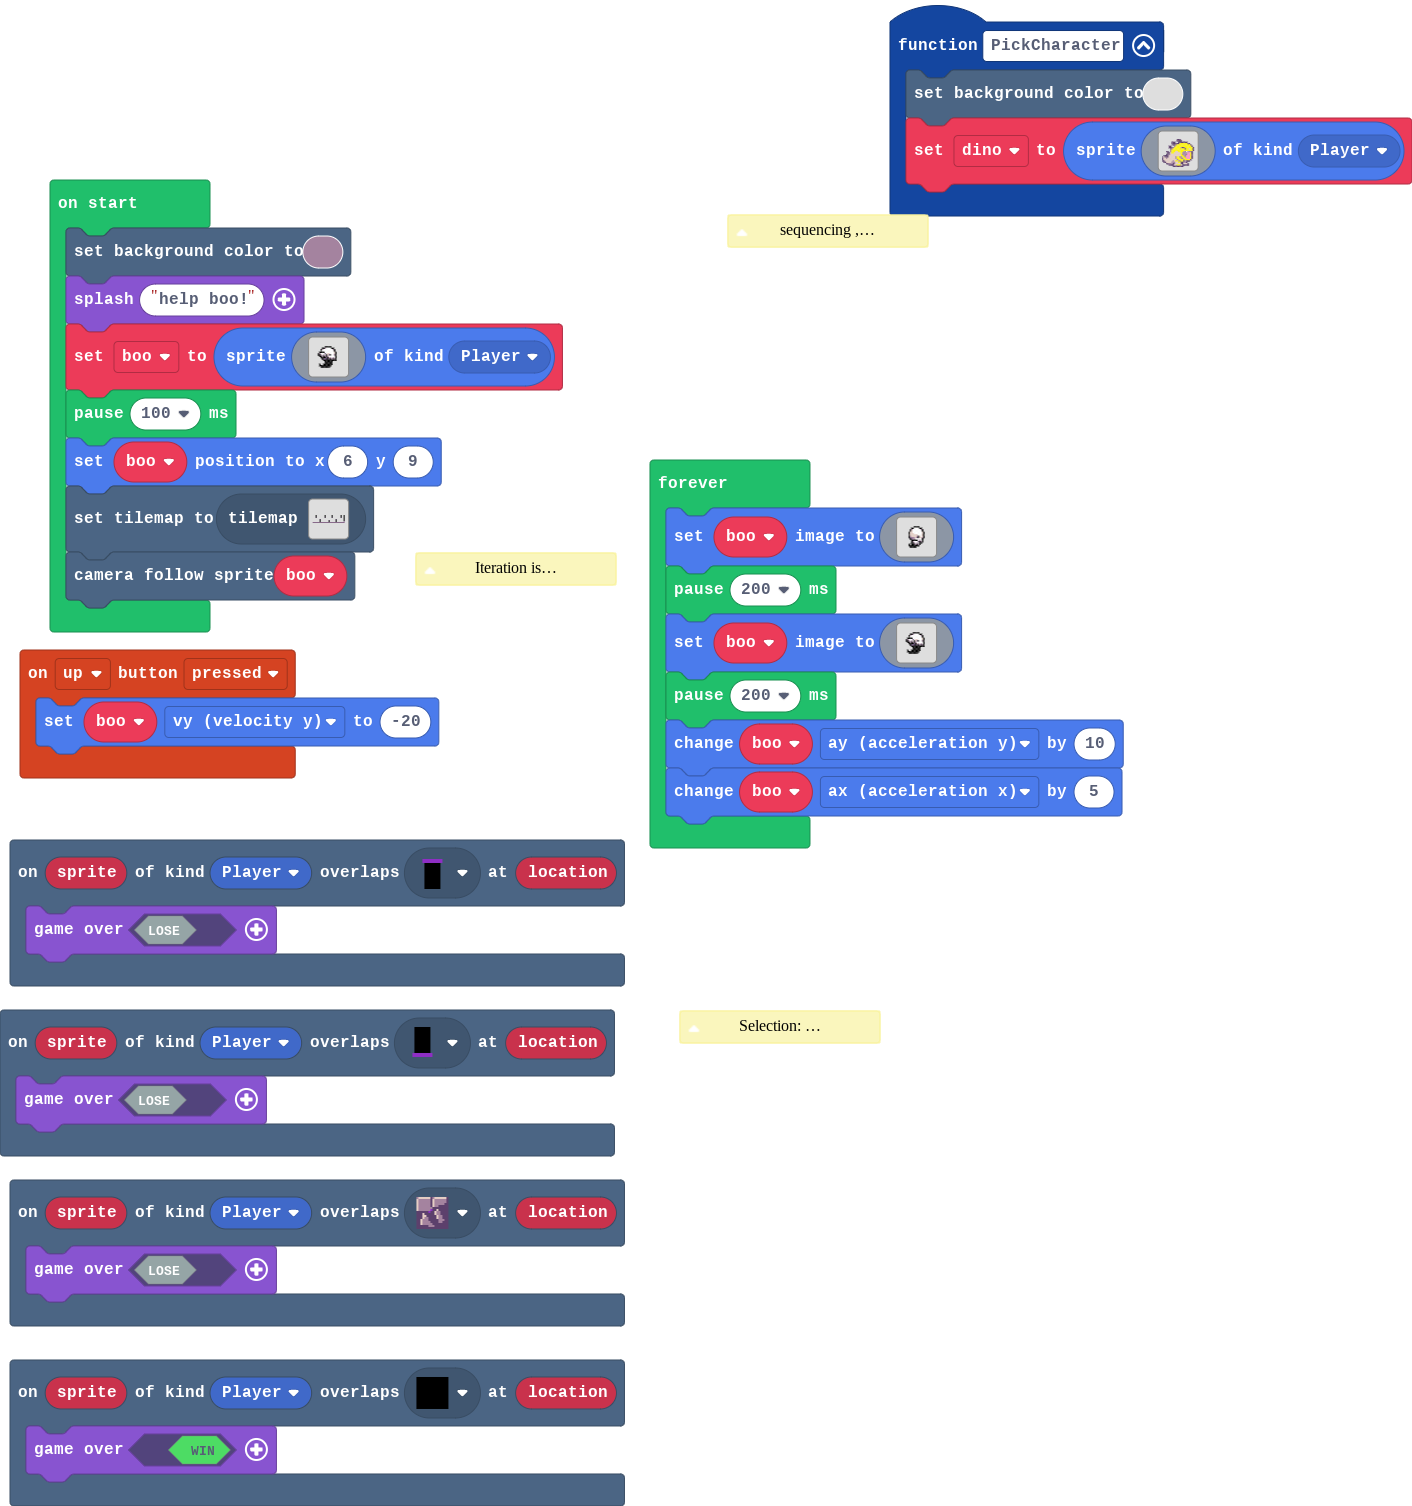 function PickCharacter
set background color to
set dino to sprite of kind Player
sequencing ,…
on start
set background color to
splash "help boo!"
set boo to sprite of kind Player
pause 100 ms
set boo position to x 6 y 9
set tilemap to tilemap
camera follow sprite boo
Iteration is…
on up button pressed
set boo vy (velocity y) to -20
forever
set boo image to
pause 200 ms
set boo image to
pause 200 ms
change boo ay (acceleration y) by 10
change boo ax (acceleration x) by 5
on sprite of kind Player overlaps at location
game over LOSE
on sprite of kind Player overlaps at location
game over LOSE
Selection: …
on sprite of kind Player overlaps at location
game over LOSE
on sprite of kind Player overlaps at location
game over WIN